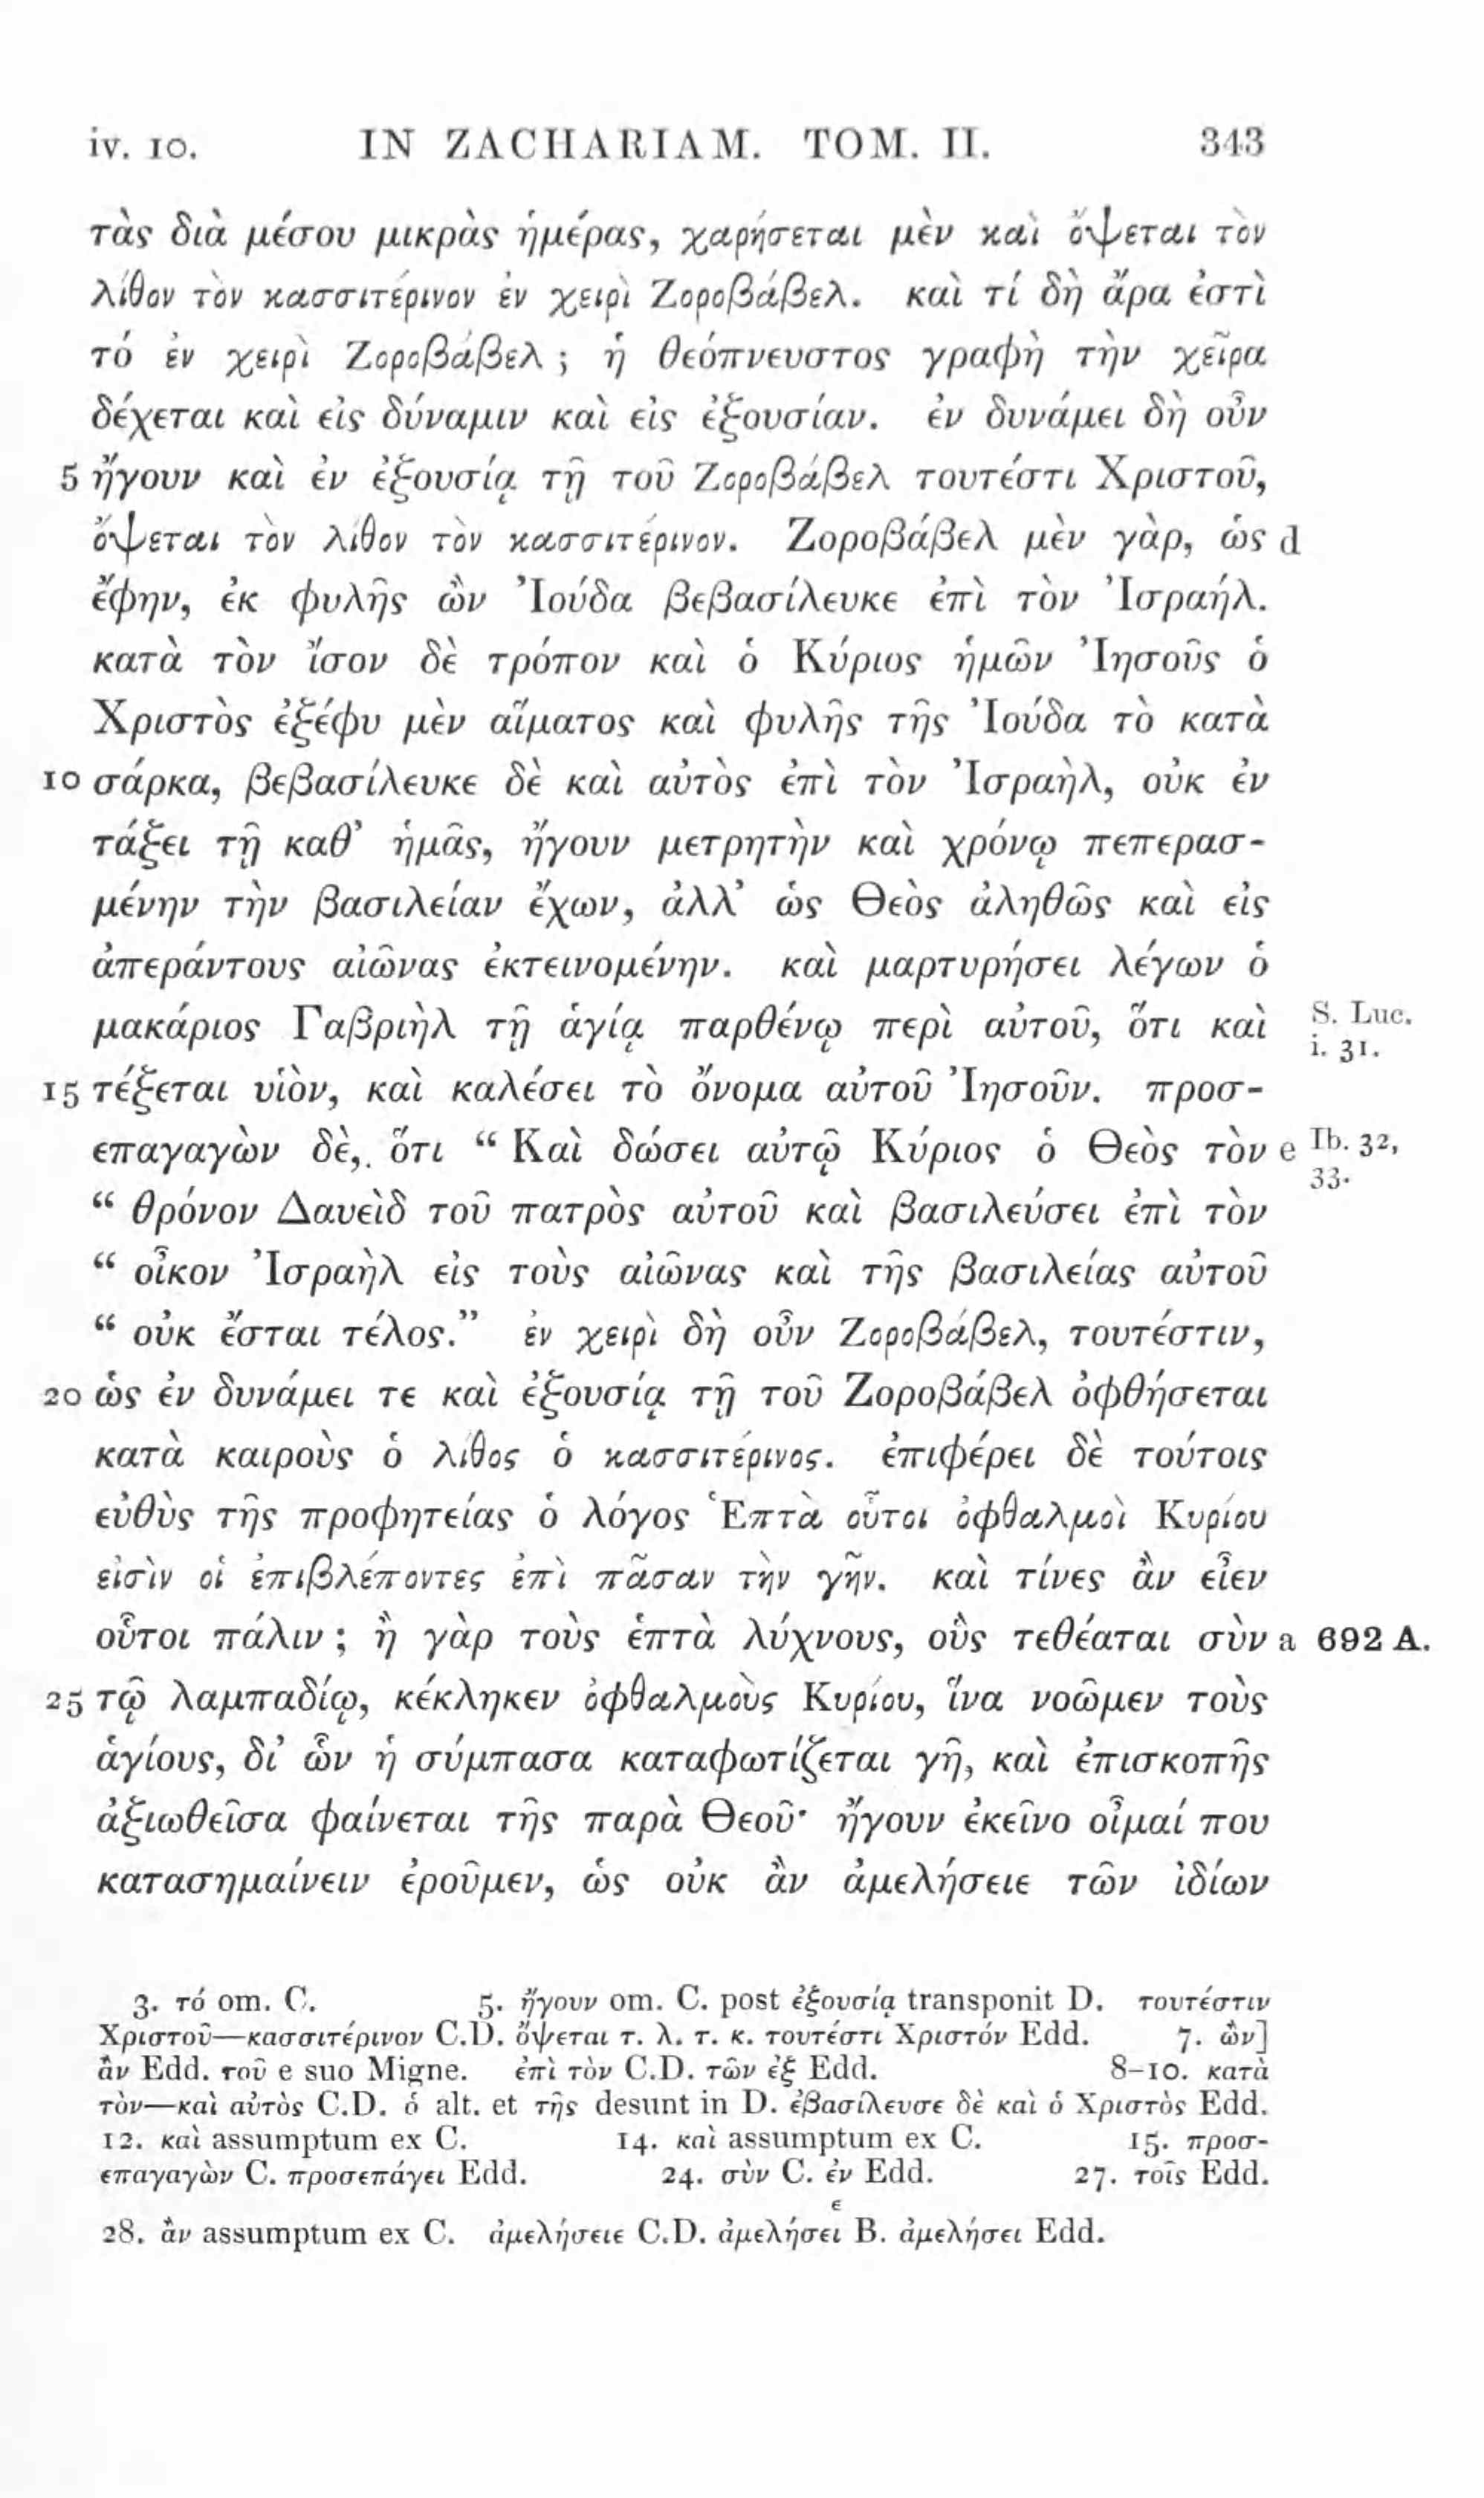 iv. 10. IN ZACHARIAM. TOM. II. 343
τὰς διὰ μέσου μικρὰς ἡμέρας, χαρήσεται μὲν καὶ ὄψεται τὸν
λίθον τὸν κασσιτέρινον ἐν χειρὶ Ζοροβάβελ. καὶ τί δὴ ἄρα ἐστὶ
τό ἐν χειρὶ Ζοροβάβελ ; ἡ θεόπνευστος γραφὴ τὴν χεῖρα
δέχεται καὶ εἰς δύναμιν καὶ εἰς ἐξουσίαν. ἐν δυνάμει δὴ οὖν
5 ἤγουν καὶ ἐν ἐξουσίᾳ τῇ τοῦ Ζοροβάβελ τουτέστι Χριστοῦ,
ὄψεται τὸν λίθον τὸν κασσιτέρινον. Ζοροβάβελ μὲν γὰρ, ὡς d
ἔφην, ἐκ φυλῆς ὢν Ἰούδα βεβασίλευκε ἐπὶ τὸν Ἰσραήλ.
κατὰ τὸν ἴσον δὲ τρόπον καὶ ὁ Κύριος ἡμῶν Ἰησοῦς ὁ
Χριστὸς ἐξέφυ μὲν αἵματος καὶ φυλῆς τῆς Ἰούδα τὸ κατὰ
10 σάρκα, βεβασίλευκε δὲ καὶ αὐτὸς ἐπὶ τὸν Ἰσραὴλ, οὐκ ἐν
τάξει τῇ καθ’ ἡμᾶς, ἤγουν μετρητὴν καὶ χρόνῳ πεπερασ-
μένην τὴν βασιλείαν ἔχων, ἀλλ’ ὡς Θεὸς ἀληθῶς καὶ εἰς
ἀπεράντους αἰῶνας ἐκτεινομένην. καὶ μαρτυρήσει λέγων ὁ
μακάριος Γαβριὴλ τῇ ἁγίᾳ παρθένῳ περὶ αὐτοῦ, ὅτι καὶ S. Luc. i. 31.
15 τέξεται υἱὸν, καὶ καλέσει τὸ ὄνομα αὐτοῦ Ἰησοῦν. προσ-
επαγαγὼν δὲ,. ὅτι “ Καὶ δώσει αὐτῷ Κύριος ὁ Θεὸς τὸν e Ib. 32, 33.
“ θρόνον Δαυεὶδ τοῦ πατρὸς αὐτοῦ καὶ βασιλεύσει ἐπὶ τὸν
“ οἶκον Ἰσραὴλ εἰς τοὺς αἰῶνας καὶ τῆς βασιλείας αὐτοῦ
“ οὐκ ἔσται τέλος.” ἐν χειρὶ δὴ οὖν Ζοροβάβελ, τουτέστιν,
20 ὡς ἐν δυνάμει τε καὶ ἐξουσίᾳ τῇ τοῦ Ζοροβάβελ ὀφθήσεται
κατὰ καιροὺς ὁ λίθος ὁ κασσιτέρινος. ἐπιφέρει δὲ τούτοις
εὐθὺς τῆς προφητείας ὁ λόγος Ἑπτὰ οὗτοι ὀφθαλμοὶ Κυρίου
εἰσὶν οἱ ἐπιβλέποντες ἐπὶ πᾶσαν τὴν γῆν. καὶ τίνες ἂν εἶεν
οὗτοι πάλιν ; ἢ γὰρ τοὺς ἑπτὰ λύχνους, οὓς τεθέαται σὺν a 692 A.
25 τῷ λαμπαδίῳ, κέκληκεν ὀφθαλμοὺς Κυρίου, ἵνα νοῶμεν τοὺς
ἁγίους, δι’ ὧν ἡ σύμπασα καταφωτίζεται γῆ, καὶ ἐπισκοπῆς
ἀξιωθεῖσα φαίνεται τῆς παρὰ Θεοῦ· ἤγουν ἐκεῖνο οἶμαί που
κατασημαίνειν ἐροῦμεν, ὡς οὐκ ἂν ἀμελήσειε τῶν ἰδίων
3. τό om. C. 5. ἤγουν om. C. post ἐξουσίᾳ transponit D. τουτέστιν
Χριστοῦ—κασσιτέρινον C.D. ὄψεται τ. λ. τ. κ. τουτέστι Χριστόν Edd. 7. ὢν]
ἂν Edd. τοῦ e suo Migne. ἐπὶ τὸν C.D. τῶν ἐξ Edd. 8–10. κατὰ
τὸν—καὶ αὐτὸς C.D. ὁ alt. et τῆς desunt in D. ἐβασίλευσε δὲ καὶ ὁ Χριστὸς Edd.
12. καὶ assumptum ex C. 14. καὶ assumptum ex C. 15. προσ-
επαγαγὼν C. προσεπάγει Edd. 24. σὺν C. ἐν Edd. 27. τοῖς Edd.
28. ἂν assumptum ex C. ἀμελήσειε C.D. ἀμελήσεϊ B. ἀμελήσει Edd.